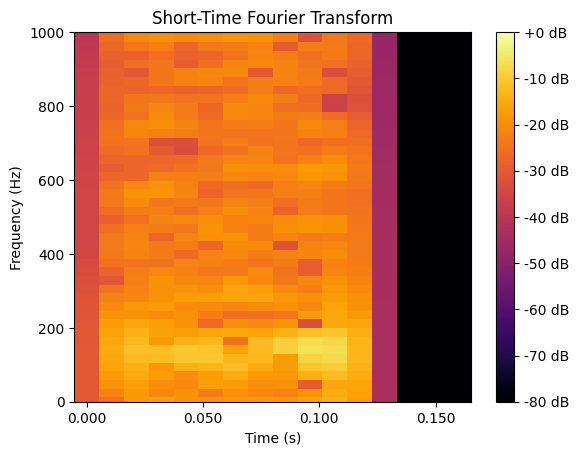 Short-Time Fourier Transform
Frequency (Hz)
1000
800
600
400
200
0
0.000
0.050
0.100
0.150
Time (s)
+0 dB
-10 dB
-20 dB
-30 dB
-40 dB
-50 dB
-60 dB
-70 dB
-80 dB